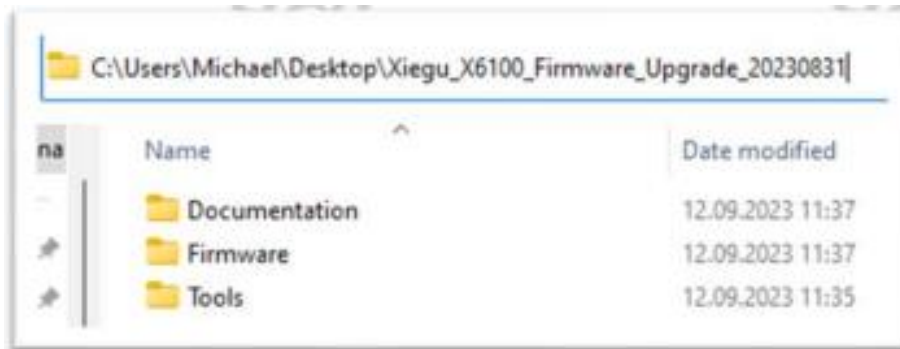 C:\Users\Michael\Desktop\Xiegu_X6100_Firmware_Upgrade_20230831
na
Name
Date modified
Documentation
12.09.2023 11:37
Firmware
12.09.2023 11:37
Tools
12.09.2023 11:35